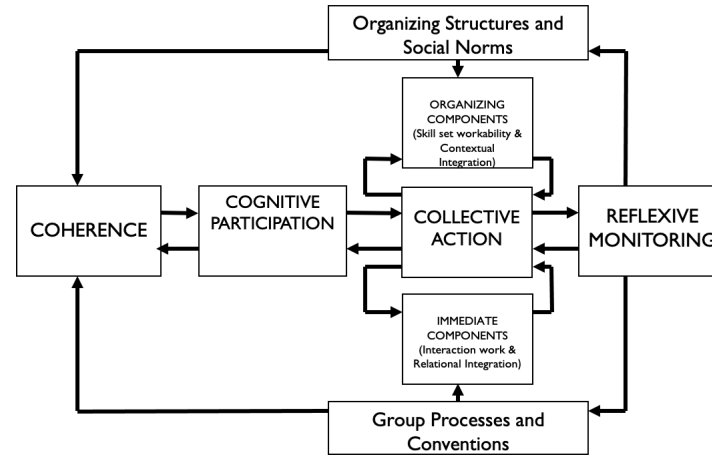 Organizing Structures and
Social Norms
ORGANIZING
COMPONENTS
(Skill set workability &
Contextual
Integration)
COHERENCE
COGNITIVE
PARTICIPATION
COLLECTIVE
ACTION
REFLEXIVE
MONITORING
IMMEDIATE
COMPONENTS
(Interaction work &
Relational Integration)
Group Processes and
Conventions